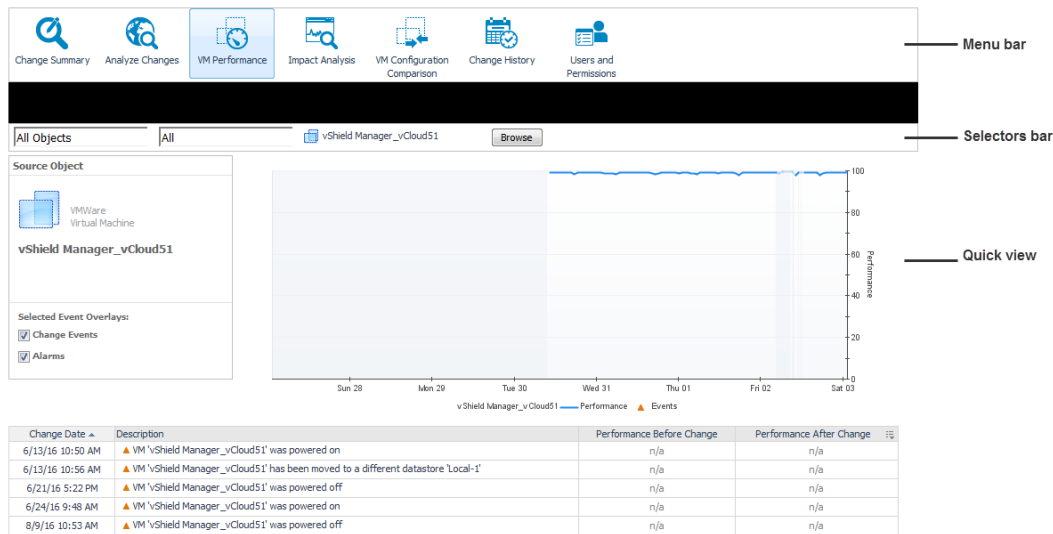 Change Summary
Analyze Changes
VM Performance
Impact Analysis
VM Configuration
Comparison
Change History
Users and
Permissions
Menu bar
All Objects
All
vShield Manager_vCloud51
Browse
Selectors bar
Source Object
VMWare
Virtual Machine
vShield Manager_vCloud51
Selected Event Overlays:
Change Events
Alarms
100
80
60
40
20
0
Performance
Quick view
Sun 28
Mon 29
Tue 30
Wed 31
Thu 01
Fri 02
Sat 03
vShield Manager_vCloud51 Performance Events
Change Date Description Performance Before Change Performance After Change
6/13/16 10:50 AM VM 'vShield Manager_vCloud51' was powered on n/a n/a
6/13/16 10:56 AM VM 'vShield Manager_vCloud51' has been moved to a different datastore 'Local-1' n/a n/a
6/21/16 5:22 PM VM 'vShield Manager_vCloud51' was powered off n/a n/a
6/24/16 9:48 AM VM 'vShield Manager_vCloud51' was powered on n/a n/a
8/9/16 10:53 AM VM 'vShield Manager_vCloud51' was powered off n/a n/a